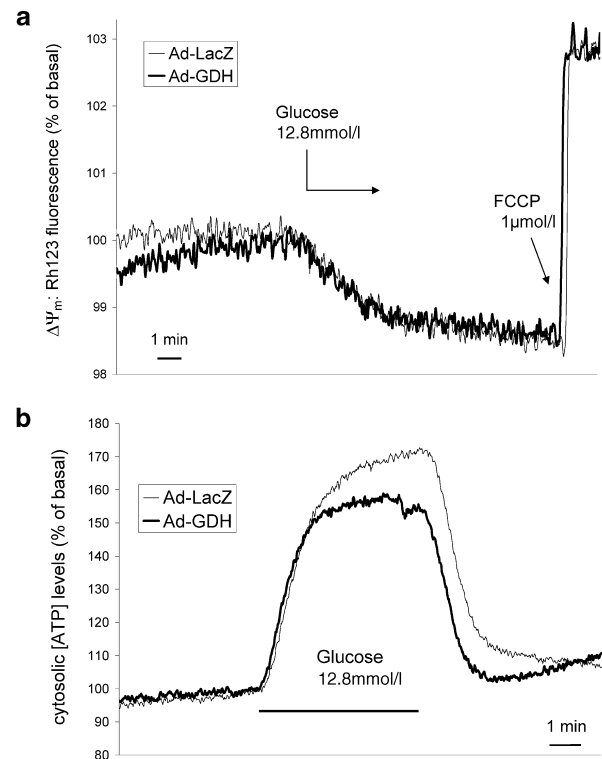 a
ΔΨm: Rh123 fluorescence (% of basal)
103
102
101
100
99
98
Ad-LacZ
Ad-GDH
Glucose
12.8mmol/l
FCCP
1µmol/l
1 min
b
cytosolic [ATP] levels (% of basal)
180
170
160
150
140
130
120
110
100
90
80
Ad-LacZ
Ad-GDH
Glucose
12.8mmol/l
1 min